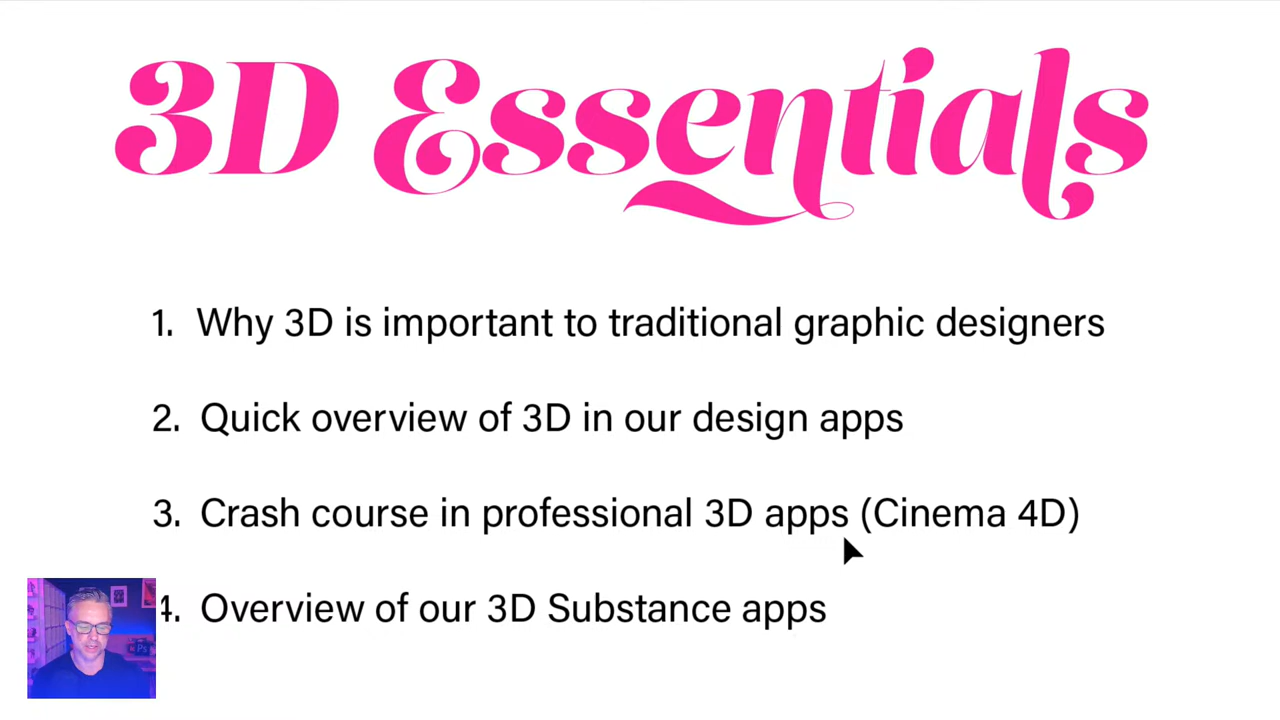 3D Essentials
1. Why 3D is important to traditional graphic designers
2. Quick overview of 3D in our design apps
3. Crash course in professional 3D apps (Cinema 4D)
4. Overview of our 3D Substance apps
Ps